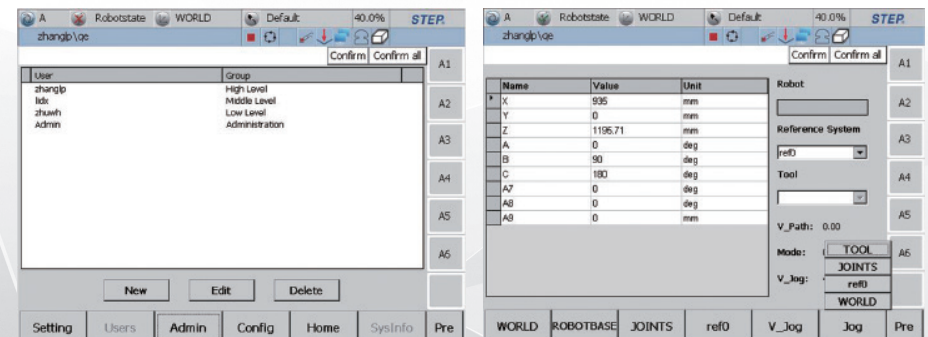 A Robotstate WORLD Default 40.0% STEP.
zhanglp\qe
Confirm Confirm all
User Group
zhanglp High Level
lidx Middle Level
zhuwh Low Level
Admin Administration
A1
A2
A3
A4
A5
A6
New Edit Delete
Setting Users Admin Config Home SysInfo Pre
A Robotstate WORLD Default 40.0% STEP.
zhanglp\qe
Confirm Confirm all
Name Value Unit
X 935 mm
Y 0 mm
Z 1195.71 mm
A 0 deg
B 90 deg
C 180 deg
A7 0 deg
A8 0 deg
A9 0 mm
Robot
Reference System
ref0
Tool
V_Path: 0.00
Mode:
V_Jog:
TOOL
JOINTS
ref0
WORLD
A1
A2
A3
A4
A5
A6
WORLD ROBOTBASE JOINTS ref0 V_Jog Jog Pre